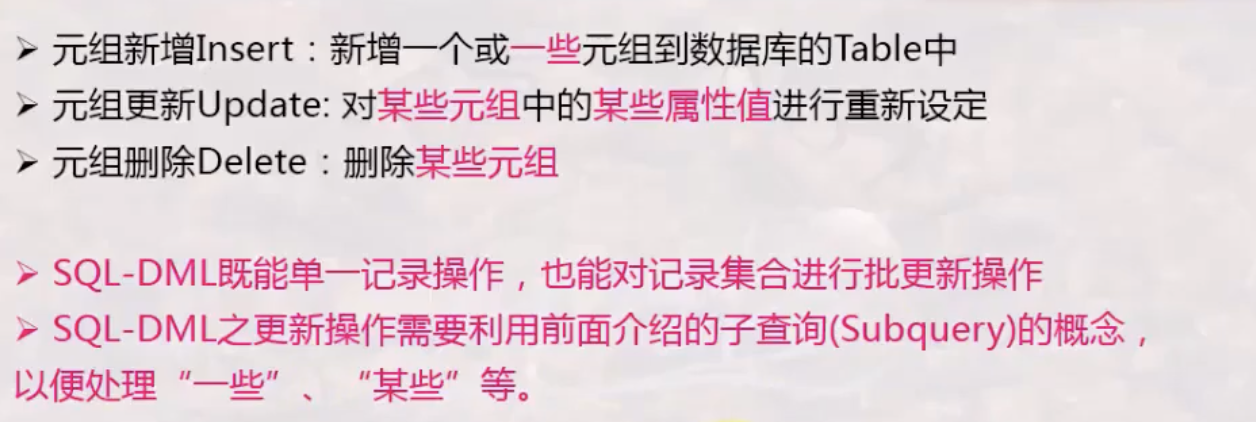 ➢ 元组新增Insert：新增一个或一些元组到数据库的Table中
➢ 元组更新Update: 对某些元组中的某些属性值进行重新设定
➢ 元组删除Delete：删除某些元组
➢ SQL-DML既能单一记录操作，也能对记录集合进行批更新操作
➢ SQL-DML之更新操作需要利用前面介绍的子查询(Subquery)的概念，
以便处理“一些”、“某些”等。